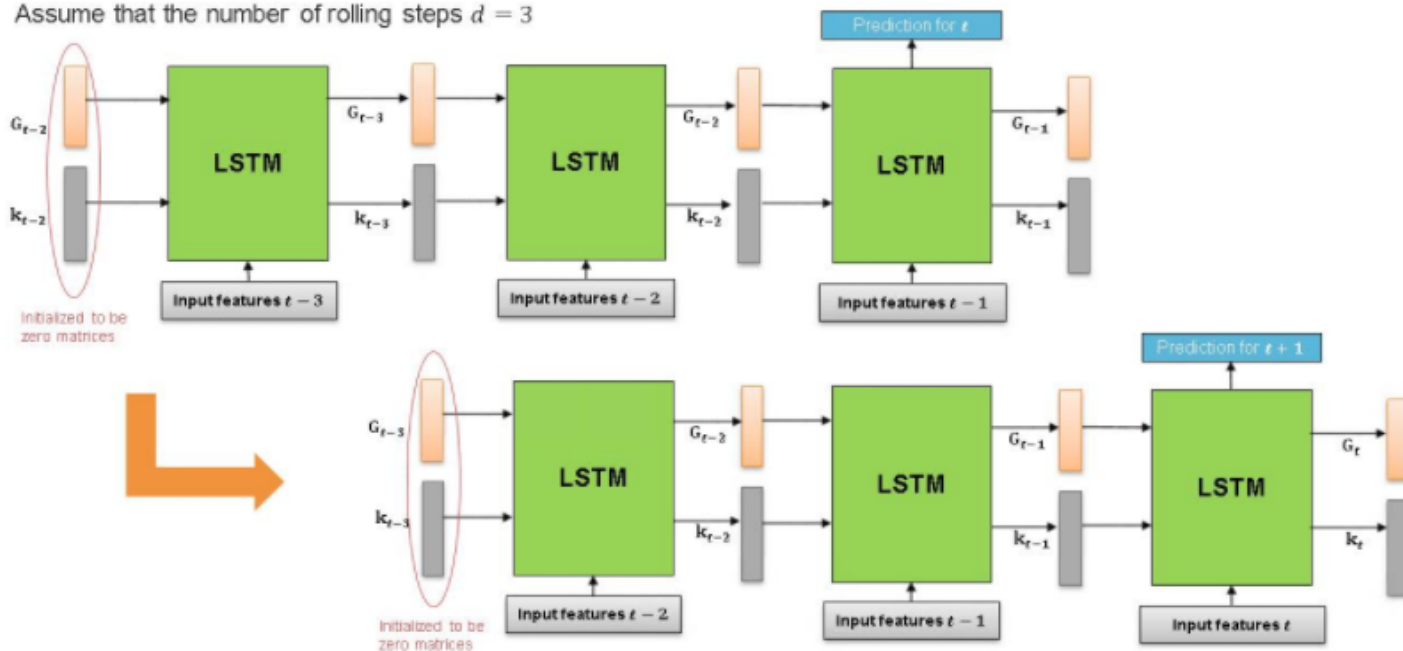 Assume that the number of rolling steps d = 3
Prediction for t
G_{t−2}
LSTM
G_{t−3}
LSTM
G_{t−2}
LSTM
G_{t−1}
k_{t−2}
k_{t−3}
k_{t−2}
k_{t−1}
Input features t − 3
Input features t − 2
Input features t − 1
Initialized to be
zero matrices
Prediction for t + 1
G_{t−3}
LSTM
G_{t−2}
LSTM
G_{t−1}
LSTM
G_t
k_{t−3}
k_{t−2}
k_{t−1}
k_t
Input features t − 2
Input features t − 1
Input features t
Initialized to be
zero matrices